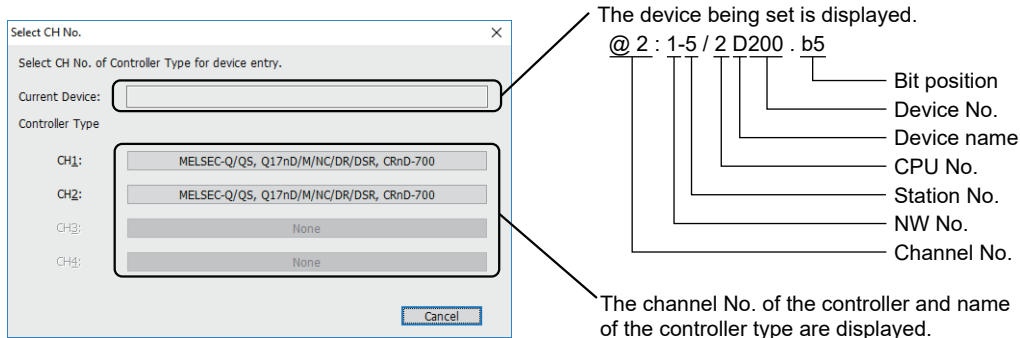 The device being set is displayed.
Select CH No.
@ 2 : 1-5 / 2 D200 . b5
Select CH No. of Controller Type for device entry.
Bit position
Current Device:
Device No.
Controller Type
Device name
CH1: MELSEC-Q/QS, Q17nD/M/NC/DR/DSR, CRnD-700
CPU No.
CH2: MELSEC-Q/QS, Q17nD/M/NC/DR/DSR, CRnD-700
Station No.
CH3: None
NW No.
CH4: None
Channel No.
Cancel
The channel No. of the controller and name
of the controller type are displayed.